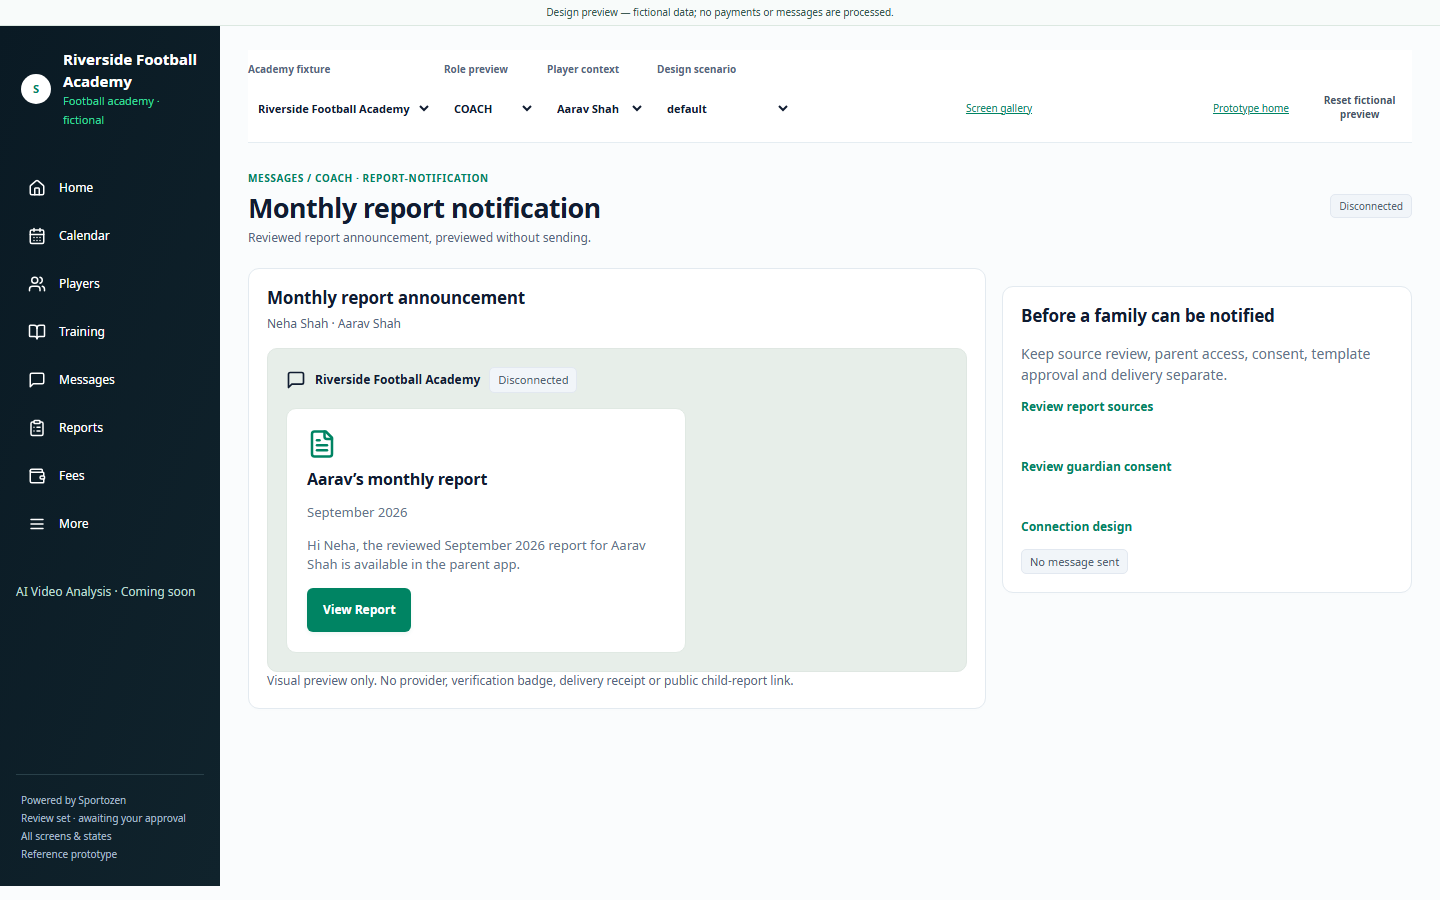 Design preview — fictional data; no payments or messages are processed.
S
Riverside Football
Academy
Football academy ·
fictional
Home
Calendar
Players
Training
Messages
Reports
Fees
More
AI Video Analysis · Coming soon
Powered by Sportozen
Review set · awaiting your approval
All screens & states
Reference prototype
Academy fixture
Role preview
Player context
Design scenario
Riverside Football Academy
COACH
Aarav Shah
default
Screen gallery
Prototype home
Reset fictional
preview
MESSAGES / COACH · REPORT-NOTIFICATION
Monthly report notification
Reviewed report announcement, previewed without sending.
Disconnected
Monthly report announcement
Neha Shah · Aarav Shah
Riverside Football Academy
Disconnected
Aarav’s monthly report
September 2026
Hi Neha, the reviewed September 2026 report for Aarav
Shah is available in the parent app.
View Report
Visual preview only. No provider, verification badge, delivery receipt or public child-report link.
Before a family can be notified
Keep source review, parent access, consent, template
approval and delivery separate.
Review report sources
Review guardian consent
Connection design
No message sent